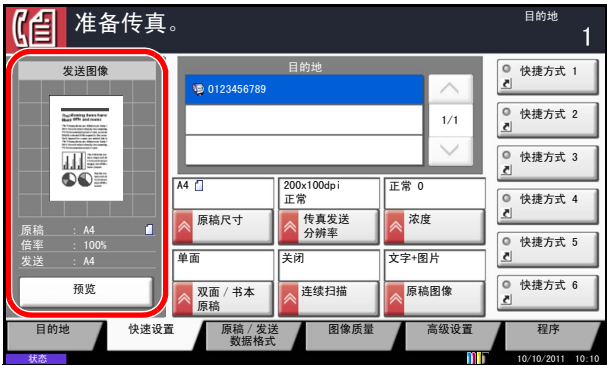 准备传真。
目的地
1
发送图像
原稿 : A4
倍率 : 100%
发送 : A4
预览
目的地
0123456789
1/1
A4
原稿尺寸
200x100dpi
正常
传真发送
分辨率
正常 0
浓度
单面
双面 / 书本
原稿
关闭
连续扫描
文字+图片
原稿图像
快捷方式 1
快捷方式 2
快捷方式 3
快捷方式 4
快捷方式 5
快捷方式 6
目的地
快速设置
原稿 / 发送
数据格式
图像质量
高级设置
程序
状态
10/10/2011 10:10